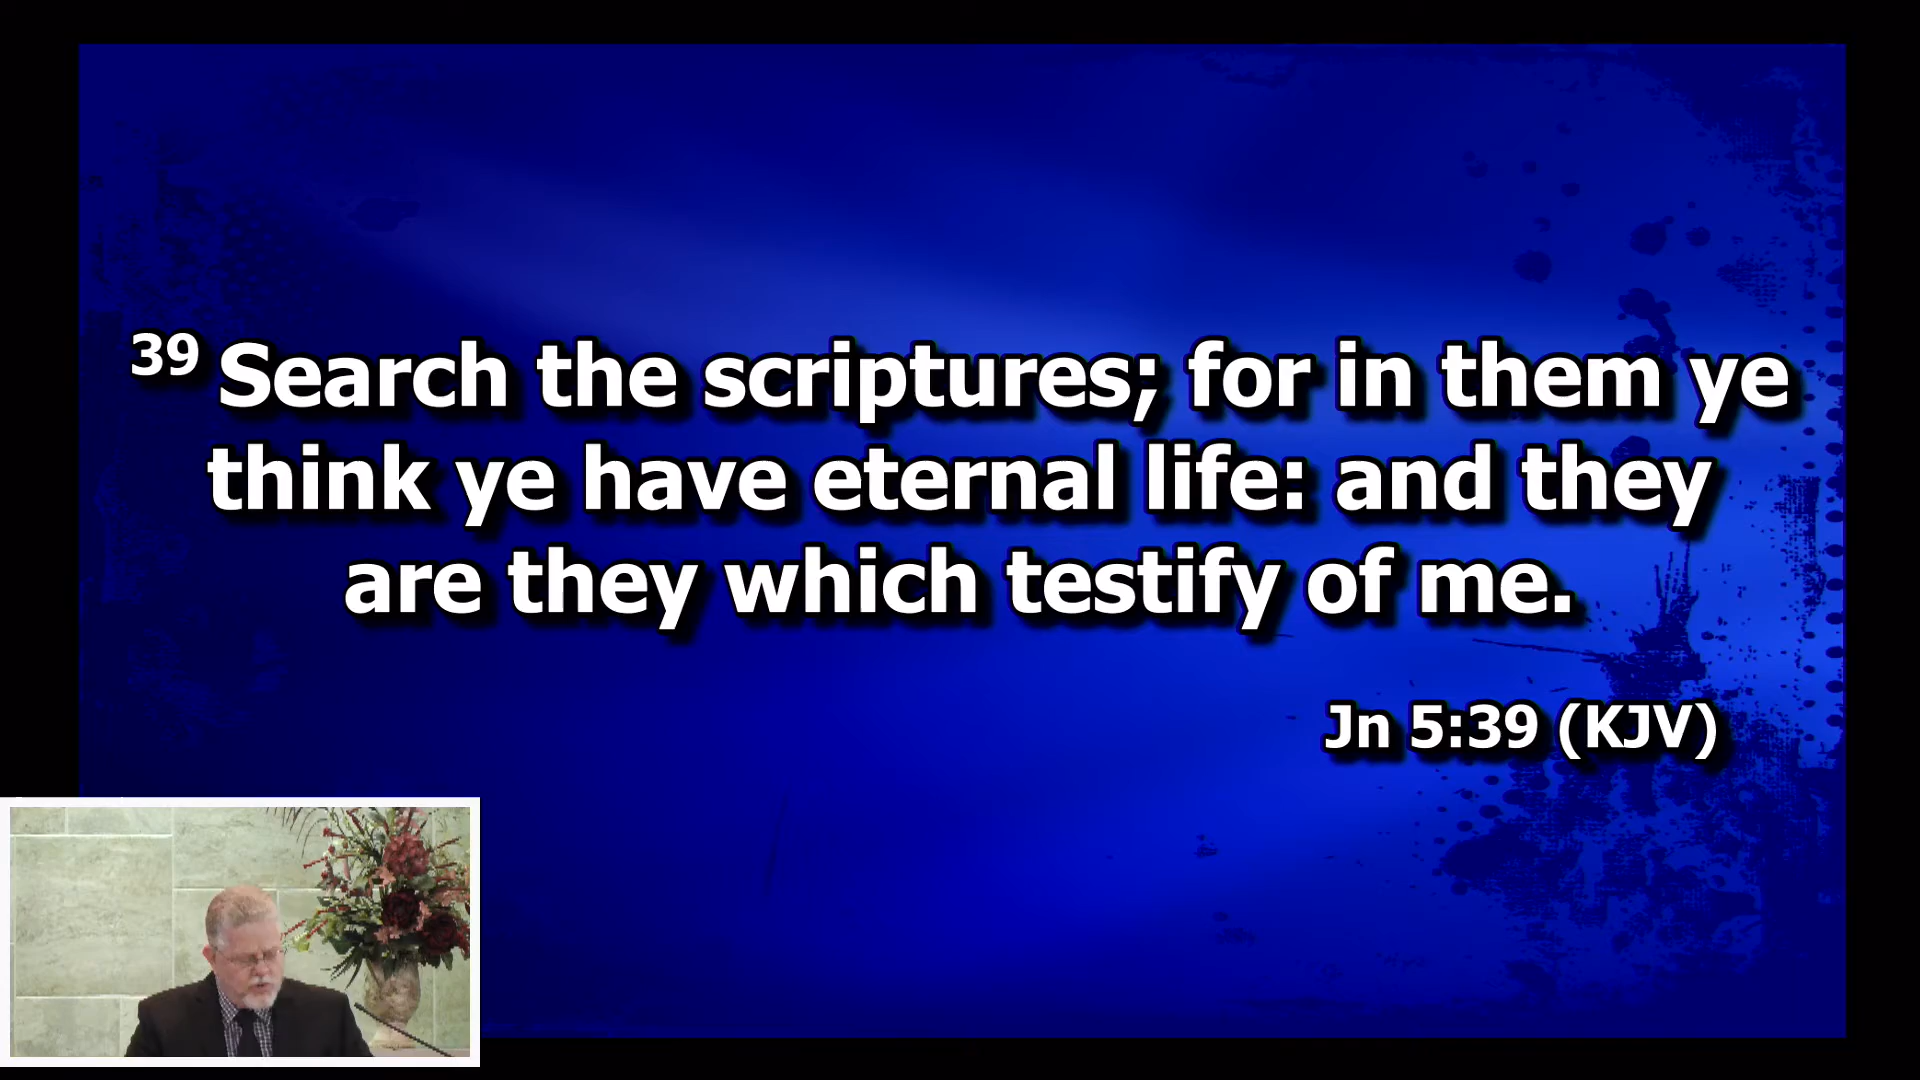 39 Search the scriptures; for in them ye
think ye have eternal life: and they
are they which testify of me.
Jn 5:39 (KJV)